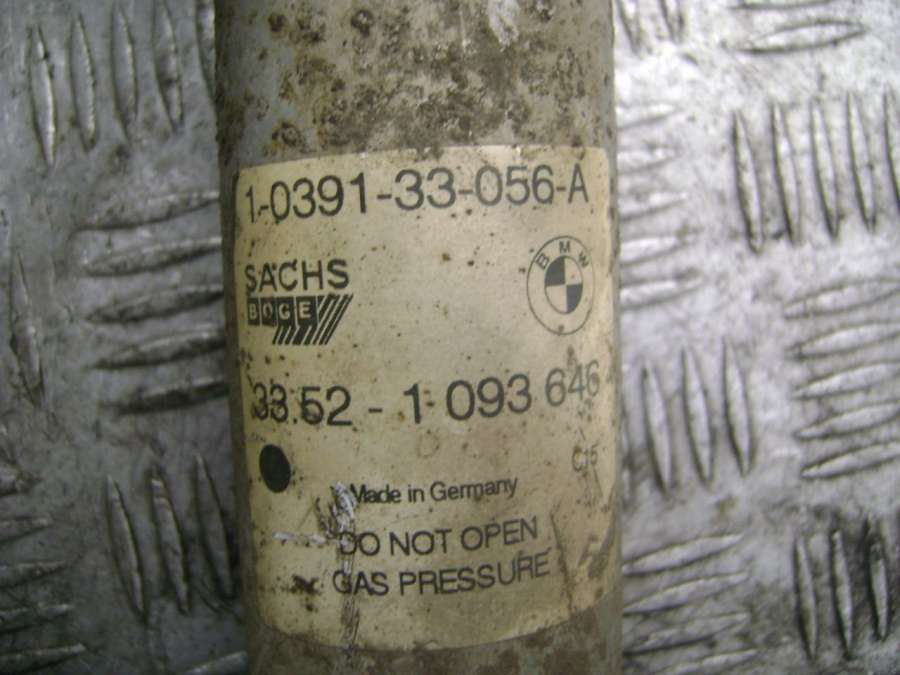 1-0391-33-056-A
SACHS
BOGE
BMW
33.52 - 1 093 646
C15
Made in Germany
DO NOT OPEN
GAS PRESSURE